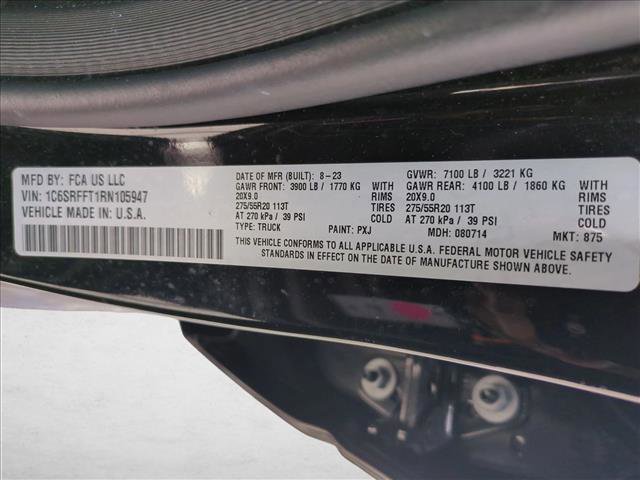 MFD BY: FCA US LLC
VIN: 1C6SRFFT1RN105947
VEHICLE MADE IN U.S.A.
DATE OF MFR (BUILT): 8-23
GAWR FRONT: 3900 LB / 1770 KG WITH
20X9.0 RIMS
275/55R20 113T TIRES
AT 270 kPa / 39 PSI COLD
TYPE: TRUCK PAINT: PXJ
GVWR: 7100 LB / 3221 KG
GAWR REAR: 4100 LB / 1860 KG WITH
20X9.0 RIMS
275/55R20 113T TIRES
AT 270 kPa / 39 PSI COLD
MDH: 080714 MKT: 875
THIS VEHICLE CONFORMS TO ALL APPLICABLE U.S.A. FEDERAL MOTOR VEHICLE SAFETY
STANDARDS IN EFFECT ON THE DATE OF MANUFACTURE SHOWN ABOVE.